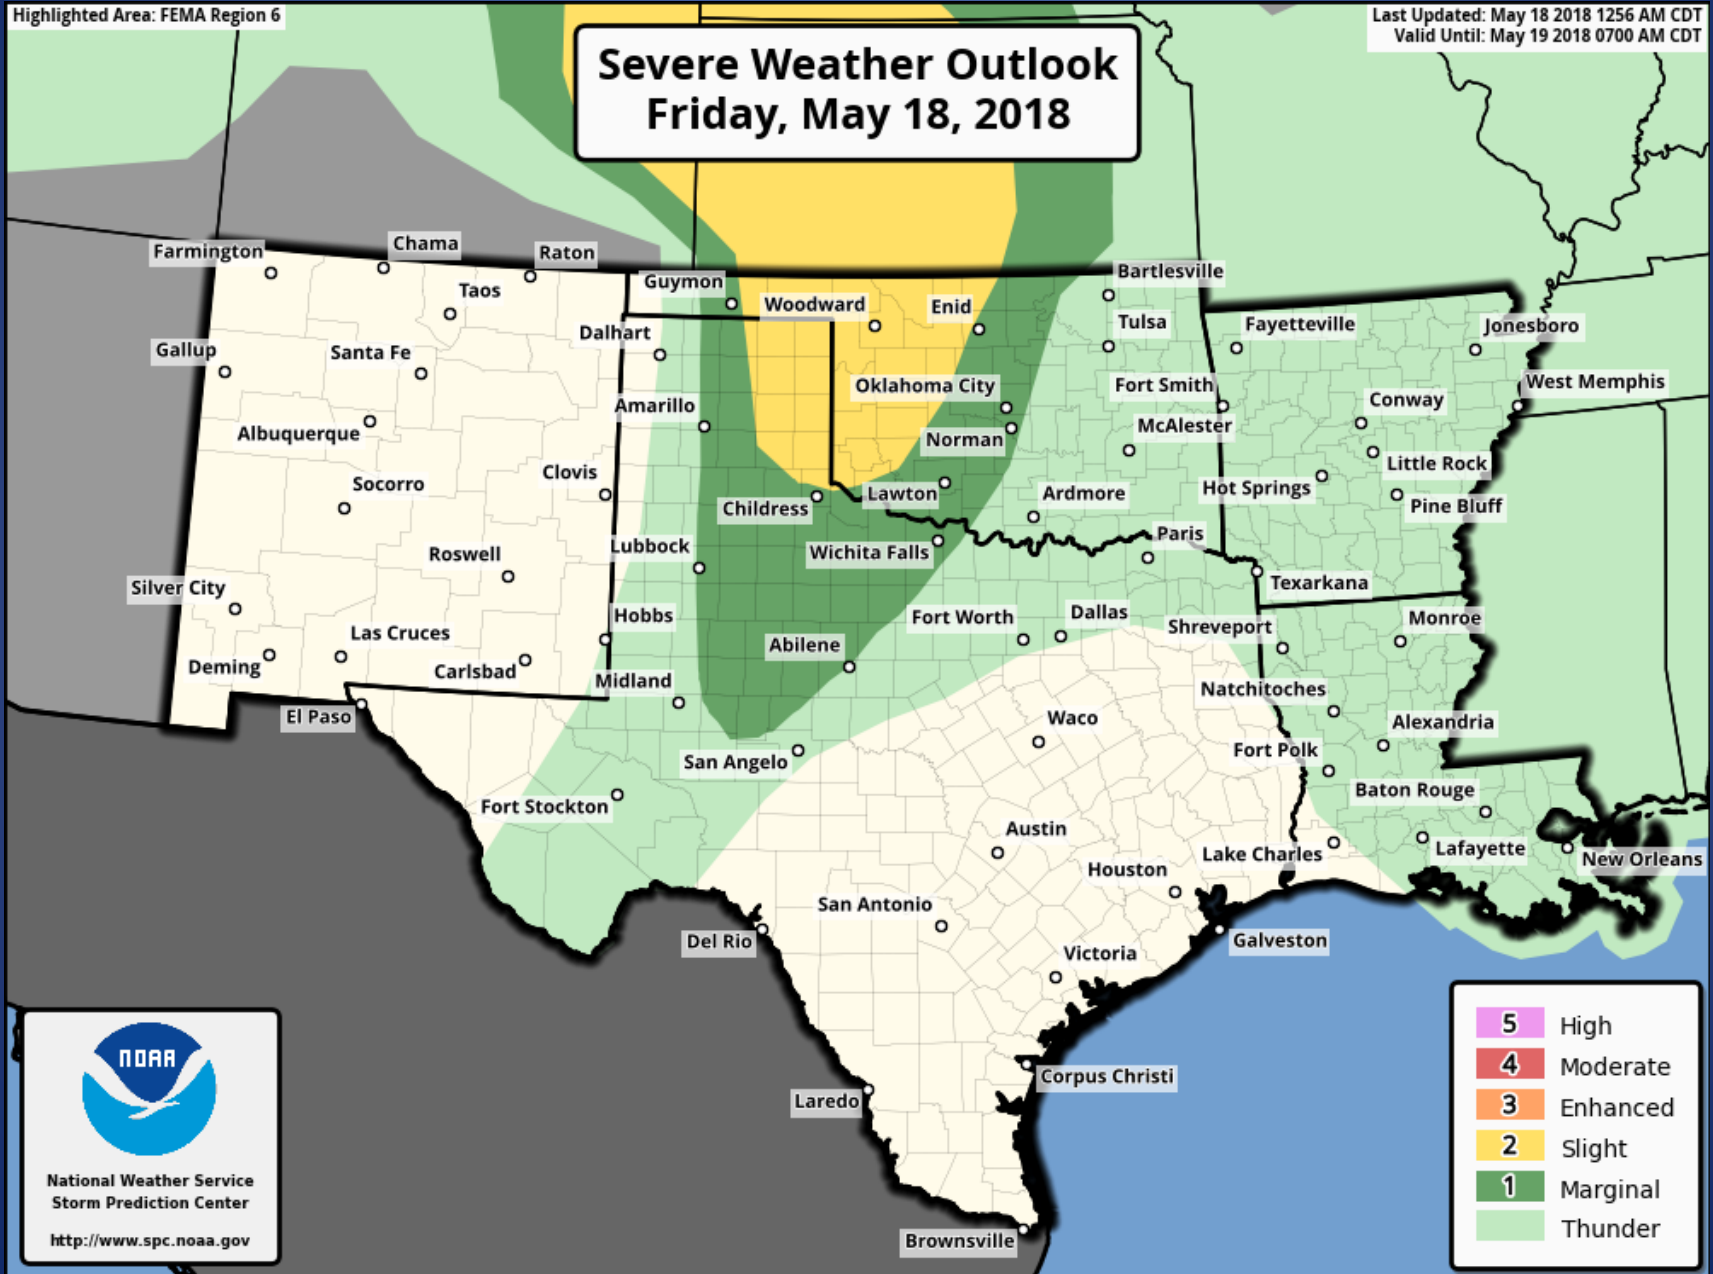 Highlighted Area: FEMA Region 6
Last Updated: May 18 2018 1256 AM CDT
Valid Until: May 19 2018 0700 AM CDT
Severe Weather Outlook
Friday, May 18, 2018
Farmington
Chama
Raton
Taos
Guymon
Woodward
Enid
Bartlesville
Tulsa
Fayetteville
Jonesboro
Gallup
Santa Fe
Dalhart
Oklahoma City
Fort Smith
West Memphis
Albuquerque
Amarillo
Norman
McAlester
Conway
Clovis
Little Rock
Socorro
Childress
Lawton
Ardmore
Hot Springs
Pine Bluff
Roswell
Lubbock
Wichita Falls
Paris
Texarkana
Silver City
Hobbs
Fort Worth
Dallas
Shreveport
Monroe
Las Cruces
Abilene
Deming
Carlsbad
Midland
Natchitoches
El Paso
Waco
Alexandria
San Angelo
Fort Polk
Fort Stockton
Baton Rouge
Austin
Lake Charles
Lafayette
New Orleans
Houston
San Antonio
Del Rio
Galveston
Victoria
Corpus Christi
Laredo
Brownsville
NOAA
National Weather Service
Storm Prediction Center
http://www.spc.noaa.gov
5 High
4 Moderate
3 Enhanced
2 Slight
1 Marginal
Thunder